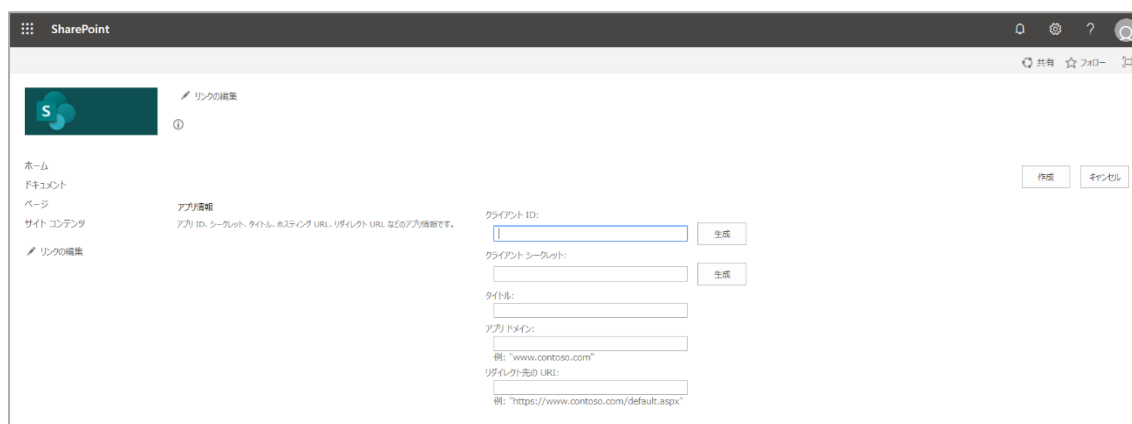 SharePoint
?
共有 フォロー
S
リンクの編集
ホーム
ドキュメント
ページ
サイト コンテンツ
リンクの編集
作成 キャンセル
アプリ情報
アプリ ID、シークレット、タイトル、ホスティング URL、リダイレクト URL などのアプリ情報です。
クライアント ID:
生成
クライアント シークレット:
生成
タイトル:
アプリ ドメイン:
例: "www.contoso.com"
リダイレクト先の URI:
例: "https://www.contoso.com/default.aspx"